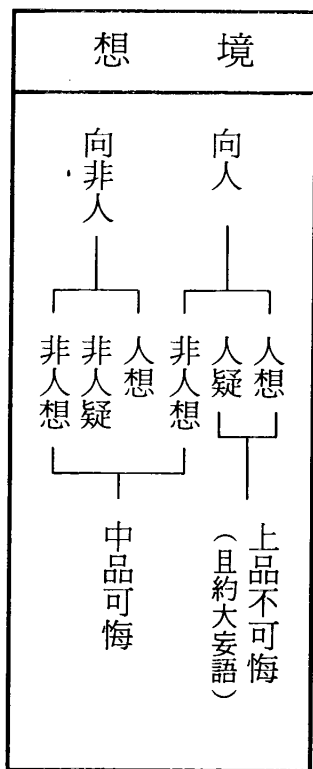 境想
向人
人想
人疑
非人想
上品不可悔
（且約大妄語）
向非人
人想
非人疑
非人想
中品可悔